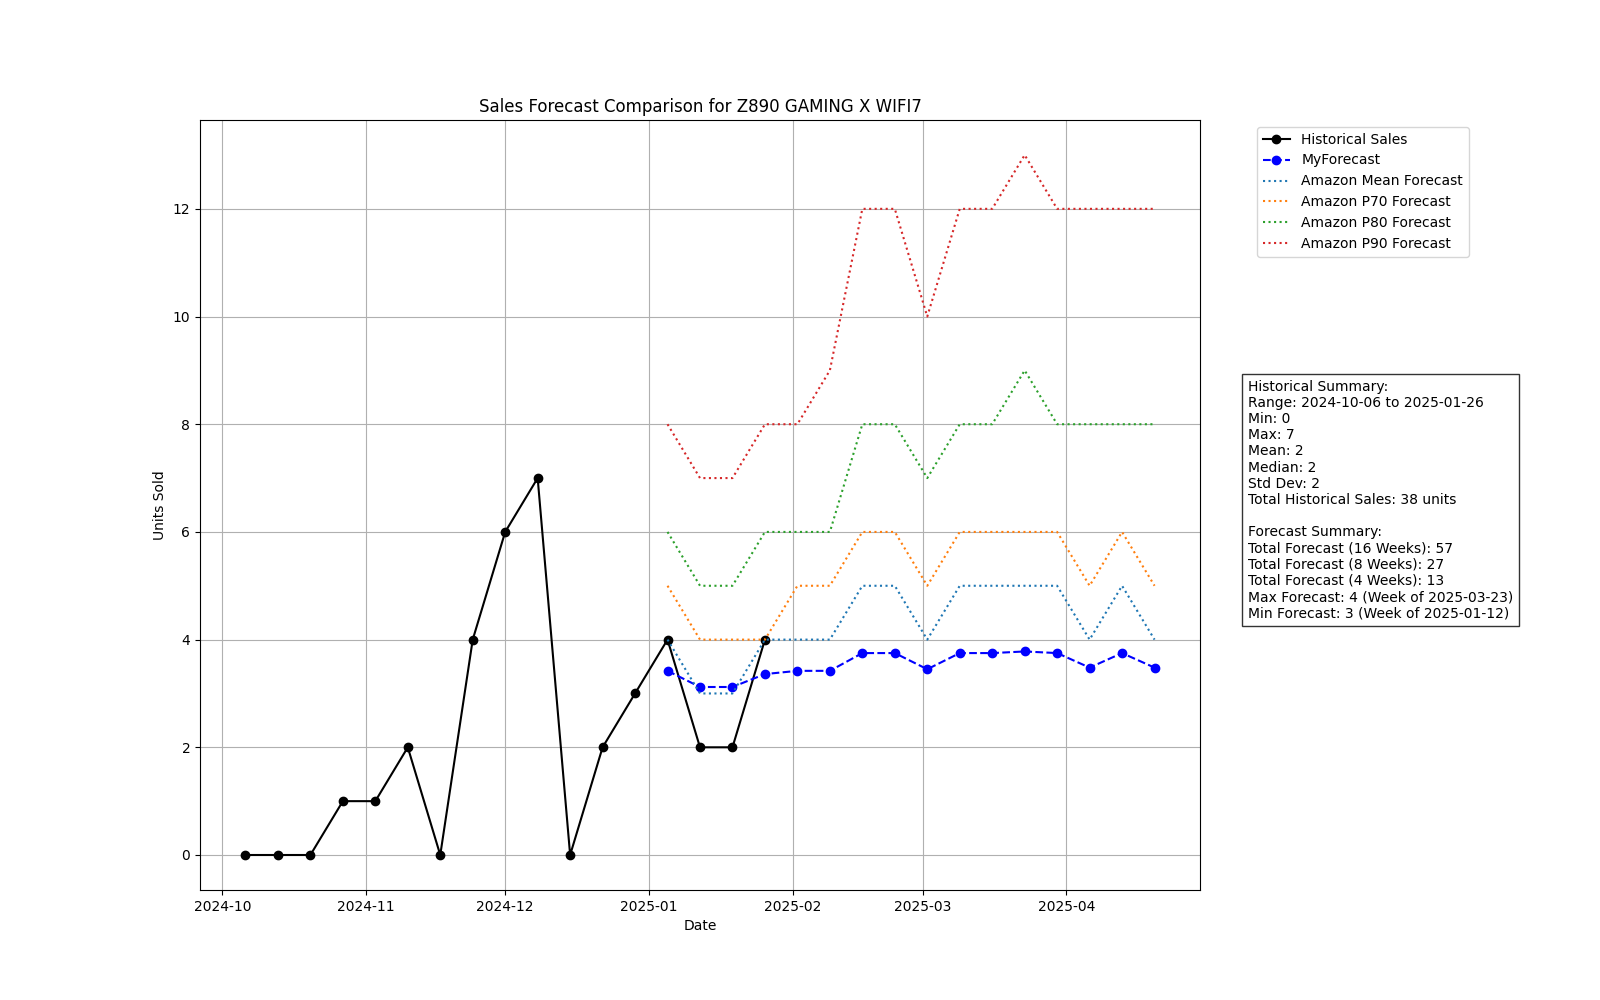 Sales Forecast Comparison for Z890 GAMING X WIFI7
Units Sold
12
10
8
6
4
2
0
2024-10
2024-11
2024-12
2025-01
2025-02
2025-03
2025-04
Date
Historical Sales
MyForecast
Amazon Mean Forecast
Amazon P70 Forecast
Amazon P80 Forecast
Amazon P90 Forecast
Historical Summary:
Range: 2024-10-06 to 2025-01-26
Min: 0
Max: 7
Mean: 2
Median: 2
Std Dev: 2
Total Historical Sales: 38 units
Forecast Summary:
Total Forecast (16 Weeks): 57
Total Forecast (8 Weeks): 27
Total Forecast (4 Weeks): 13
Max Forecast: 4 (Week of 2025-03-23)
Min Forecast: 3 (Week of 2025-01-12)